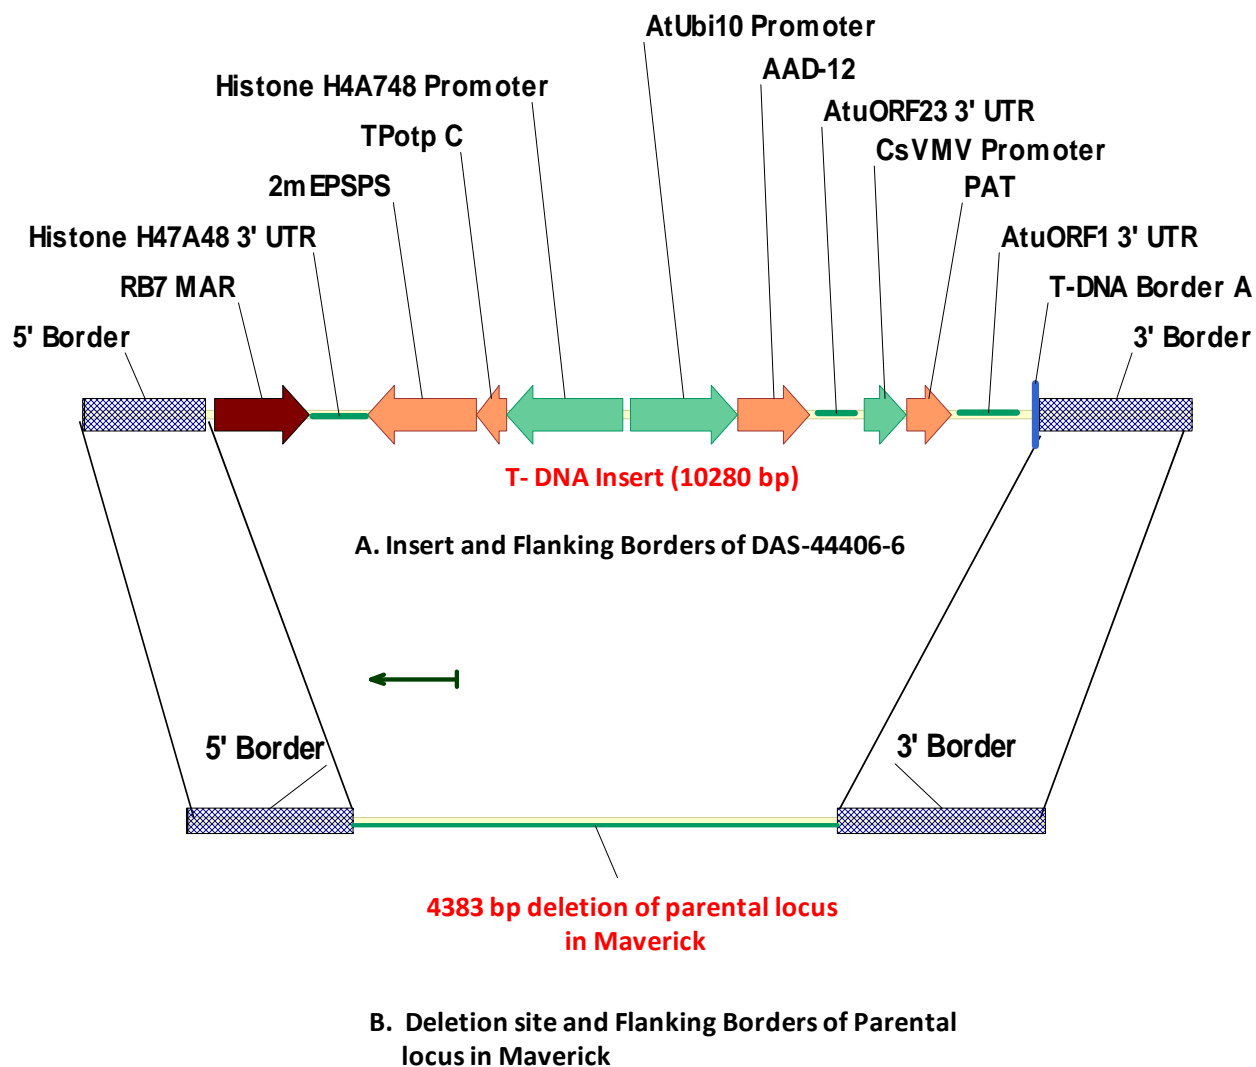 AtUbi10 Promoter
AAD-12
Histone H4A748 Promoter
AtuORF23 3' UTR
TPotp C
CsVMV Promoter
2mEPSPS
PAT
Histone H47A48 3' UTR
AtuORF1 3' UTR
RB7 MAR
T-DNA Border A
5' Border
3' Border
T- DNA Insert (10280 bp)
A. Insert and Flanking Borders of DAS-44406-6
5' Border
3' Border
4383 bp deletion of parental locus
in Maverick
B. Deletion site and Flanking Borders of Parental
locus in Maverick